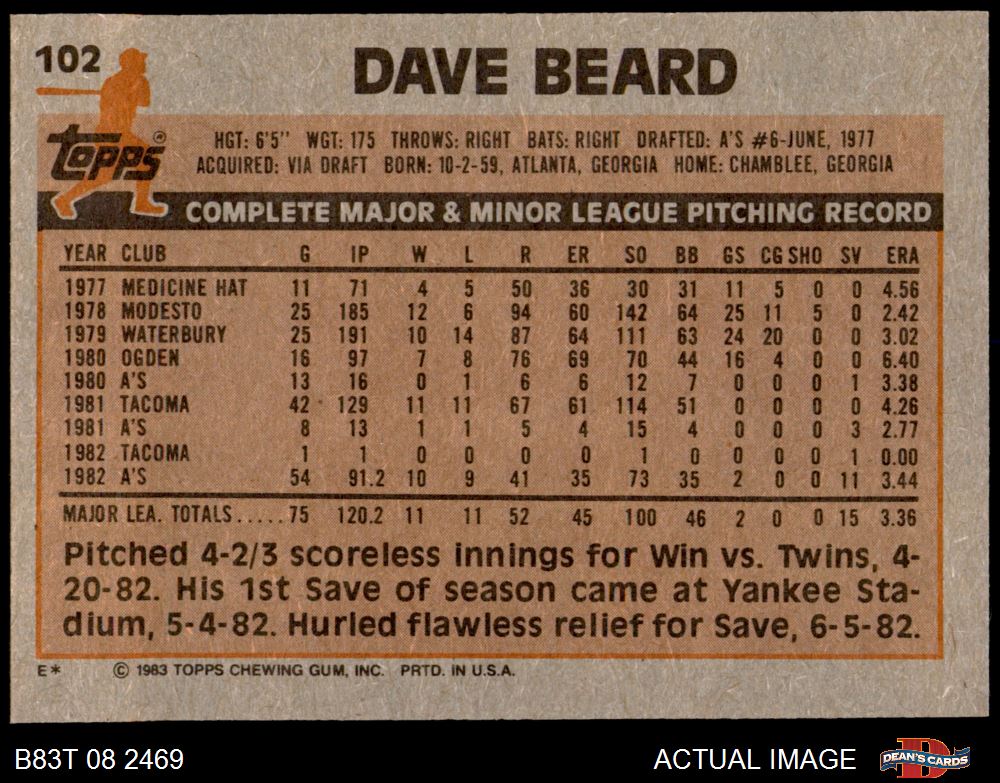 102
DAVE BEARD
topps®
HGT: 6'5" WGT: 175 THROWS: RIGHT BATS: RIGHT DRAFTED: A'S #6-JUNE, 1977
ACQUIRED: VIA DRAFT BORN: 10-2-59, ATLANTA, GEORGIA HOME: CHAMBLEE, GEORGIA
COMPLETE MAJOR & MINOR LEAGUE PITCHING RECORD
YEAR CLUB G IP W L R ER SO BB GS CG SHO SV ERA
1977 MEDICINE HAT 11 71 4 5 50 36 30 31 11 5 0 0 4.56
1978 MODESTO 25 185 12 6 94 60 142 64 25 11 5 0 2.42
1979 WATERBURY 25 191 10 14 87 64 111 63 24 20 0 0 3.02
1980 OGDEN 16 97 7 8 76 69 70 44 16 4 0 0 6.40
1980 A'S 13 16 0 1 6 6 12 7 0 0 0 1 3.38
1981 TACOMA 42 129 11 11 67 61 114 51 0 0 0 0 4.26
1981 A'S 8 13 1 1 5 4 15 4 0 0 0 3 2.77
1982 TACOMA 1 1 0 0 0 0 1 0 0 0 0 1 0.00
1982 A'S 54 91.2 10 9 41 35 73 35 2 0 0 11 3.44
MAJOR LEA. TOTALS.....75 120.2 11 11 52 45 100 46 2 0 0 15 3.36
Pitched 4-2/3 scoreless innings for Win vs. Twins, 4-
20-82. His 1st Save of season came at Yankee Sta-
dium, 5-4-82. Hurled flawless relief for Save, 6-5-82.
E* © 1983 TOPPS CHEWING GUM, INC. PRTD. IN U.S.A.
B83T 08 2469 ACTUAL IMAGE DEAN'S CARDS